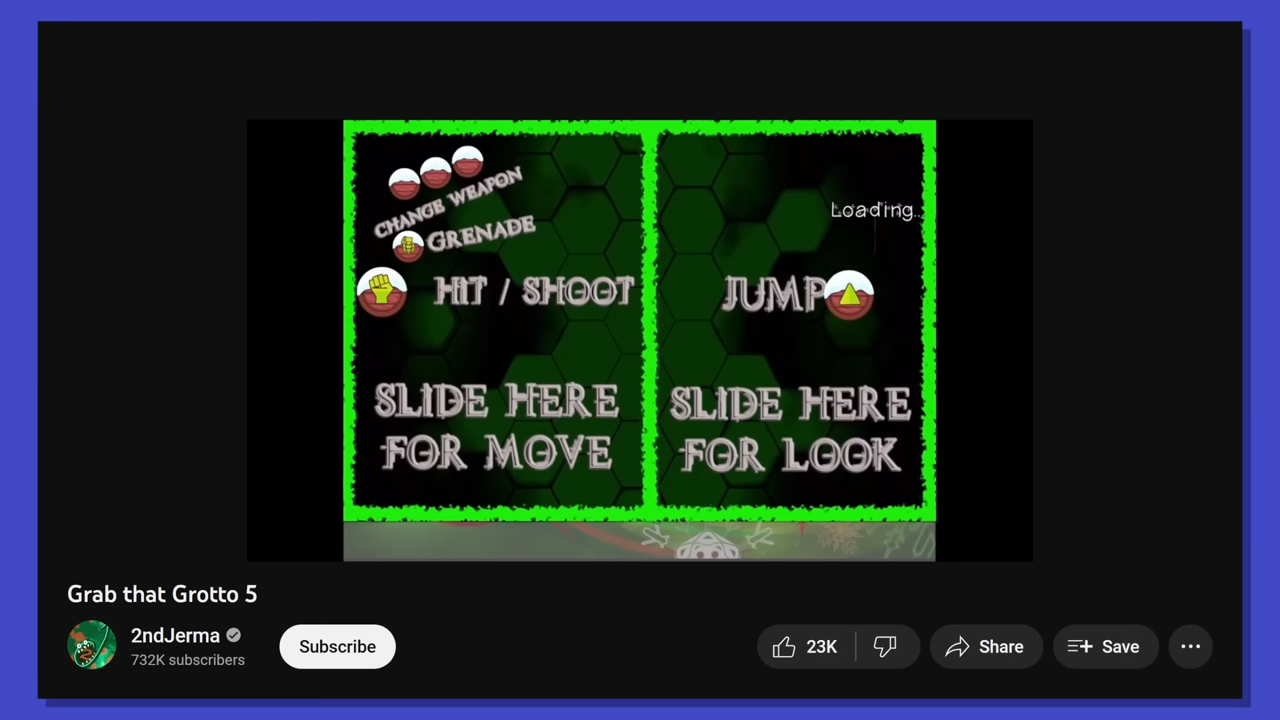 CHANGE WEAPON
GRENADE
Loading..
HIT / SHOOT
JUMP
SLIDE HERE
FOR MOVE
SLIDE HERE
FOR LOOK
Grab that Grotto 5
2ndJerma
732K subscribers
Subscribe
23K
Share
Save